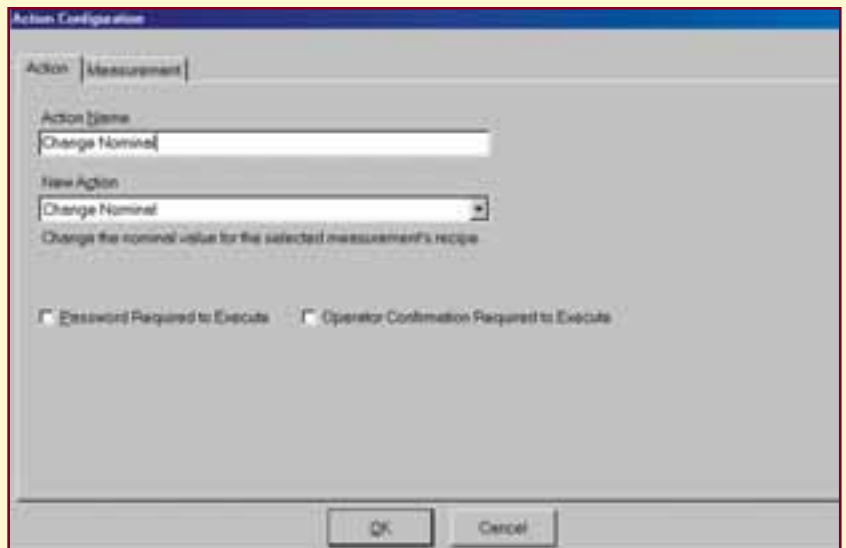 Action Configuration
Action Measurement
Action Name
Change Nominal
New Action
Change Nominal
Change the nominal value for the selected measurement's recipe
Password Required to Execute Operator Confirmation Required to Execute
OK Cancel